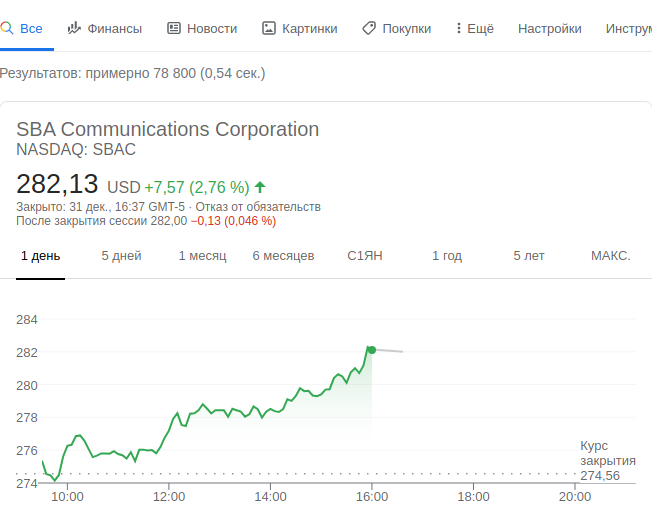 Все Финансы Новости Картинки Покупки Ещё Настройки Инструм
Результатов: примерно 78 800 (0,54 сек.)
SBA Communications Corporation
NASDAQ: SBAC
282,13 USD +7,57 (2,76 %)
Закрыто: 31 дек., 16:37 GMT-5 · Отказ от обязательств
После закрытия сессии 282,00 −0,13 (0,046 %)
1 день 5 дней 1 месяц 6 месяцев С1ЯН 1 год 5 лет МАКС.
284
282
280
278
276
Курс
закрытия
274,56
274
10:00 12:00 14:00 16:00 18:00 20:00